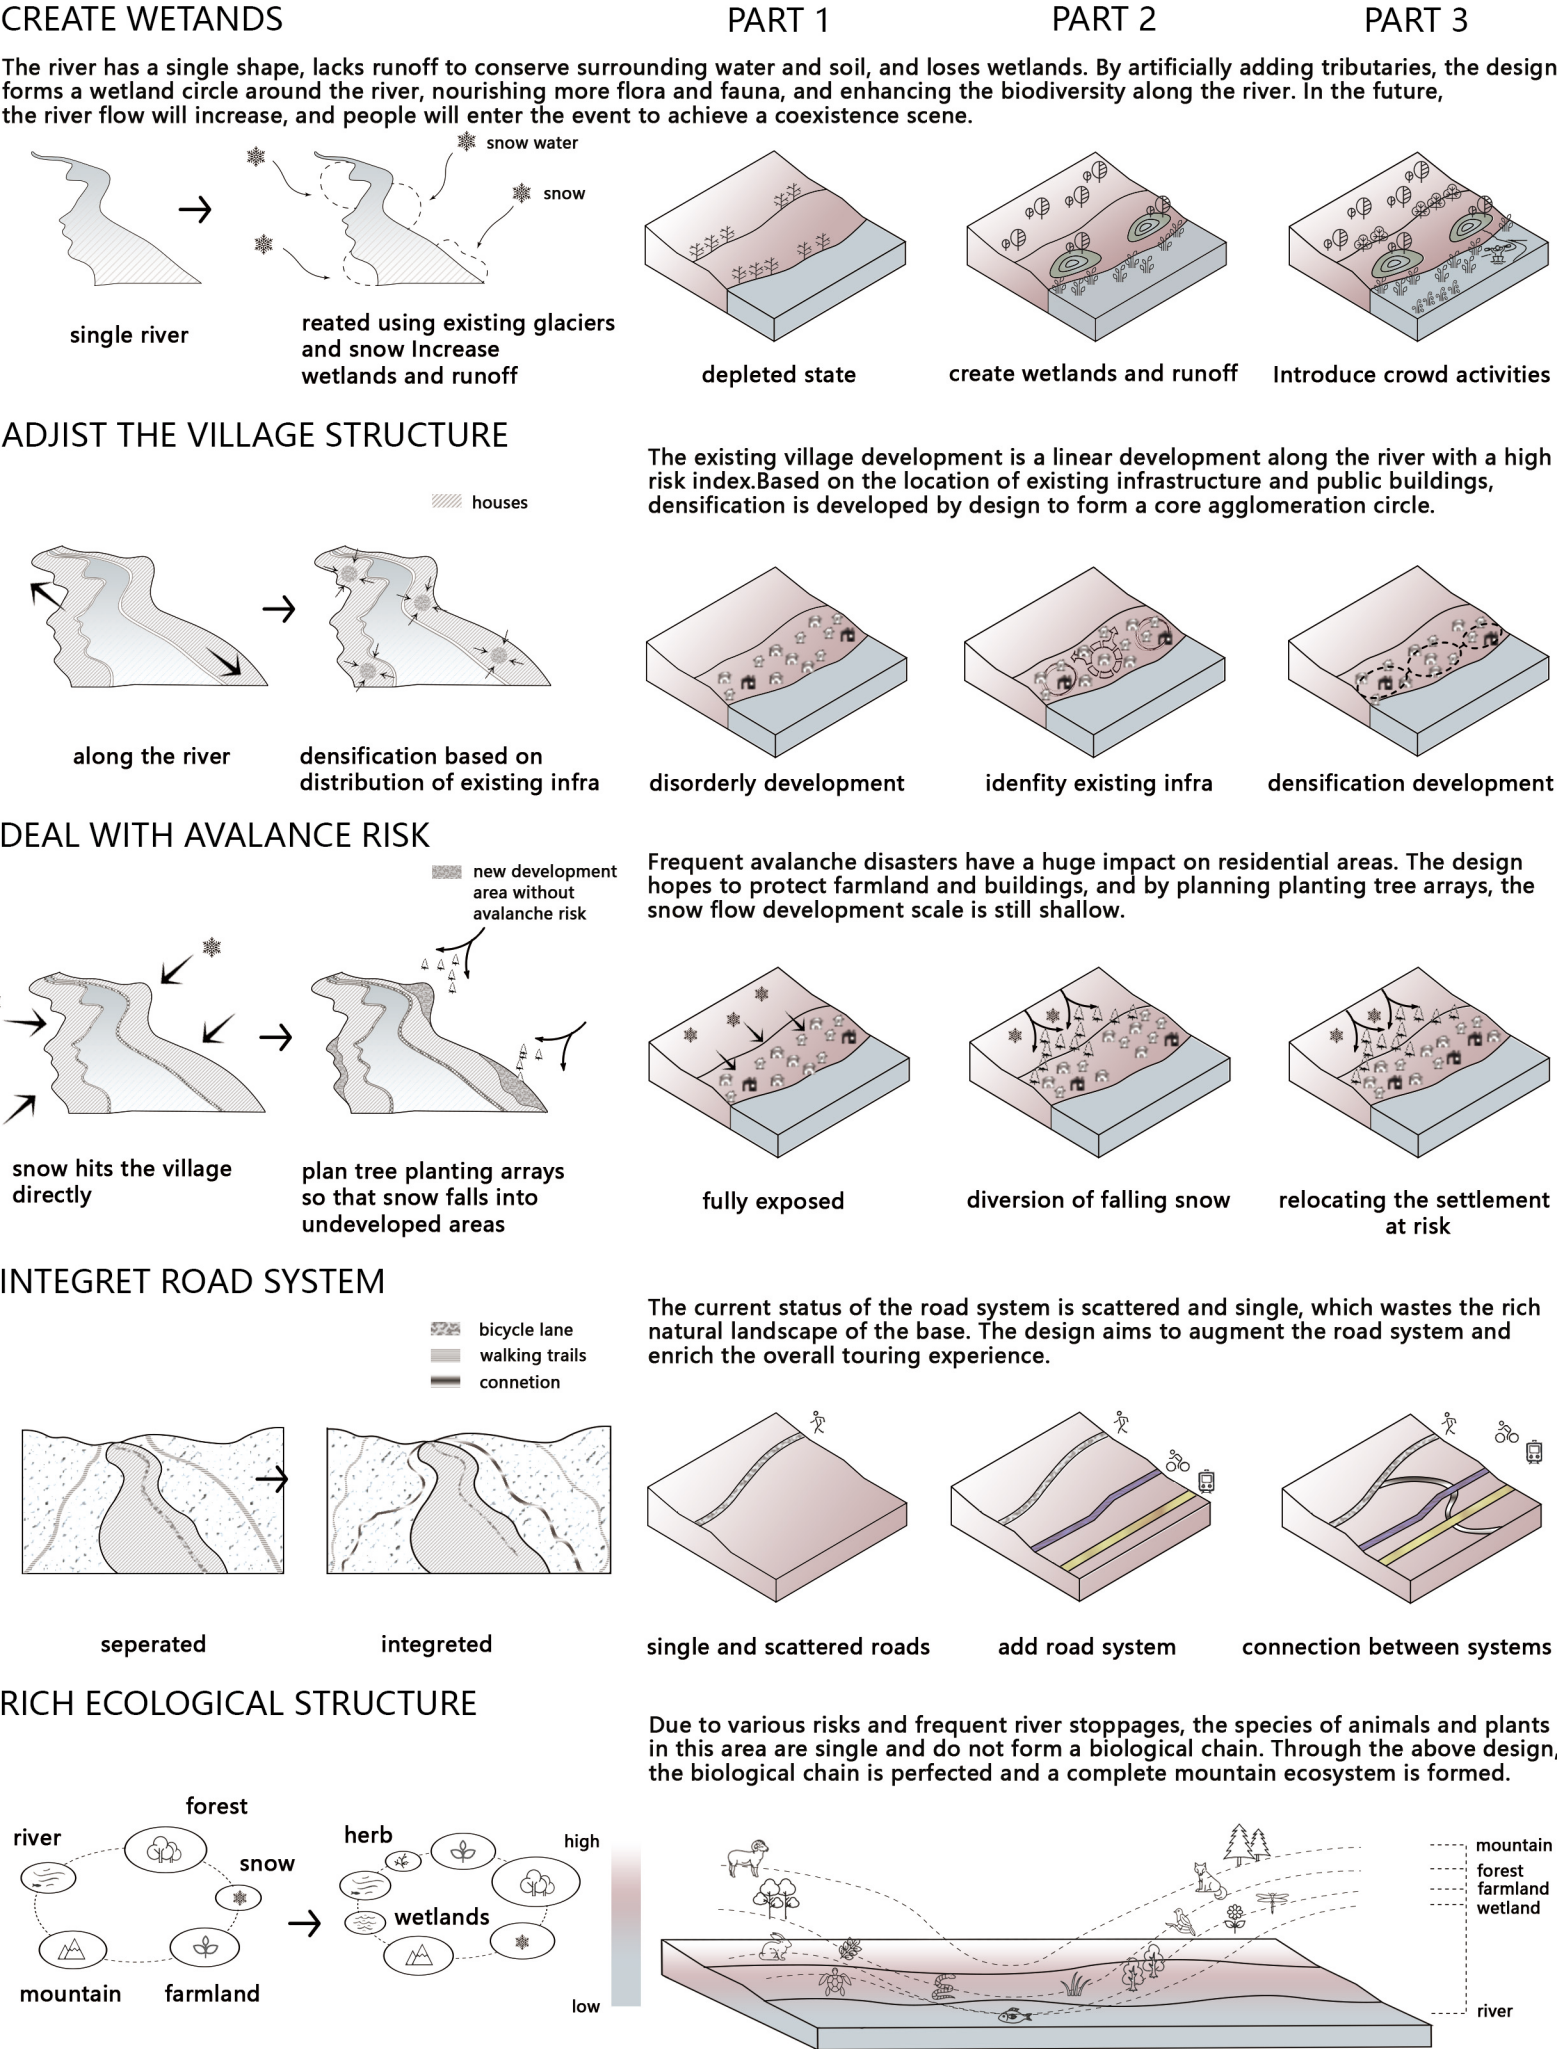 CREATE WETANDS
PART 1
PART 2
PART 3
The river has a single shape, lacks runoff to conserve surrounding water and soil, and loses wetlands. By artificially adding tributaries, the design
forms a wetland circle around the river, nourishing more flora and fauna, and enhancing the biodiversity along the river. In the future,
the river flow will increase, and people will enter the event to achieve a coexistence scene.
snow water
snow
single river
reated using existing glaciers
and snow Increase
wetlands and runoff
depleted state
create wetlands and runoff
Introduce crowd activities
ADJIST THE VILLAGE STRUCTURE
The existing village development is a linear development along the river with a high
risk index.Based on the location of existing infrastructure and public buildings,
densification is developed by design to form a core agglomeration circle.
houses
along the river
densification based on
distribution of existing infra
disorderly development
idenfity existing infra
densification development
DEAL WITH AVALANCE RISK
Frequent avalanche disasters have a huge impact on residential areas. The design
hopes to protect farmland and buildings, and by planning planting tree arrays, the
snow flow development scale is still shallow.
new development
area without
avalanche risk
snow hits the village
directly
plan tree planting arrays
so that snow falls into
undeveloped areas
fully exposed
diversion of falling snow
relocating the settlement
at risk
INTEGRET ROAD SYSTEM
The current status of the road system is scattered and single, which wastes the rich
natural landscape of the base. The design aims to augment the road system and
enrich the overall touring experience.
bicycle lane
walking trails
connetion
seperated
integreted
single and scattered roads
add road system
connection between systems
RICH ECOLOGICAL STRUCTURE
Due to various risks and frequent river stoppages, the species of animals and plants
in this area are single and do not form a biological chain. Through the above design,
the biological chain is perfected and a complete mountain ecosystem is formed.
forest
river
snow
mountain
farmland
herb
wetlands
high
low
mountain
forest
farmland
wetland
river